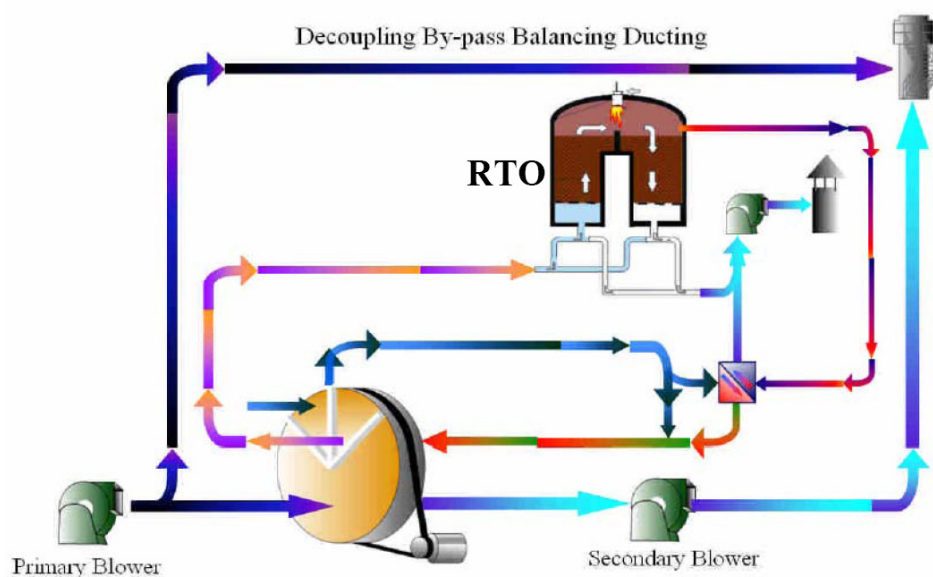 Decoupling By-pass Balancing Ducting
RTO
Primary Blower
Secondary Blower